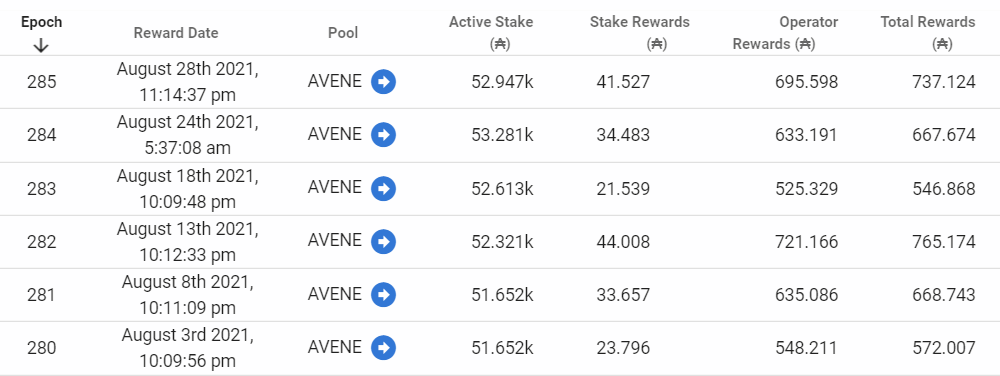 Epoch Reward Date Pool Active Stake (₳) Stake Rewards (₳) Operator Rewards (₳) Total Rewards (₳)
285 August 28th 2021, 11:14:37 pm AVENE 52.947k 41.527 695.598 737.124
284 August 24th 2021, 5:37:08 am AVENE 53.281k 34.483 633.191 667.674
283 August 18th 2021, 10:09:48 pm AVENE 52.613k 21.539 525.329 546.868
282 August 13th 2021, 10:12:33 pm AVENE 52.321k 44.008 721.166 765.174
281 August 8th 2021, 10:11:09 pm AVENE 51.652k 33.657 635.086 668.743
280 August 3rd 2021, 10:09:56 pm AVENE 51.652k 23.796 548.211 572.007